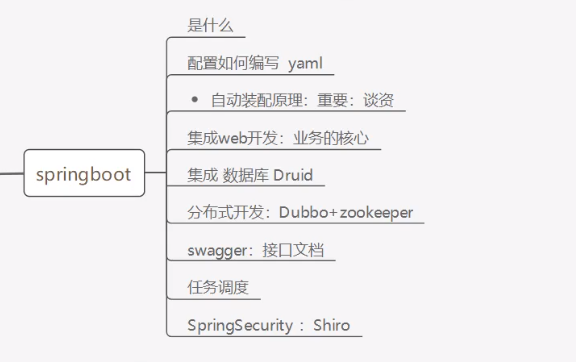 是什么
配置如何编写 yaml
• 自动装配原理：重要：谈资
集成web开发：业务的核心
springboot
集成 数据库 Druid
分布式开发：Dubbo+zookeeper
swagger：接口文档
任务调度
SpringSecurity ：Shiro